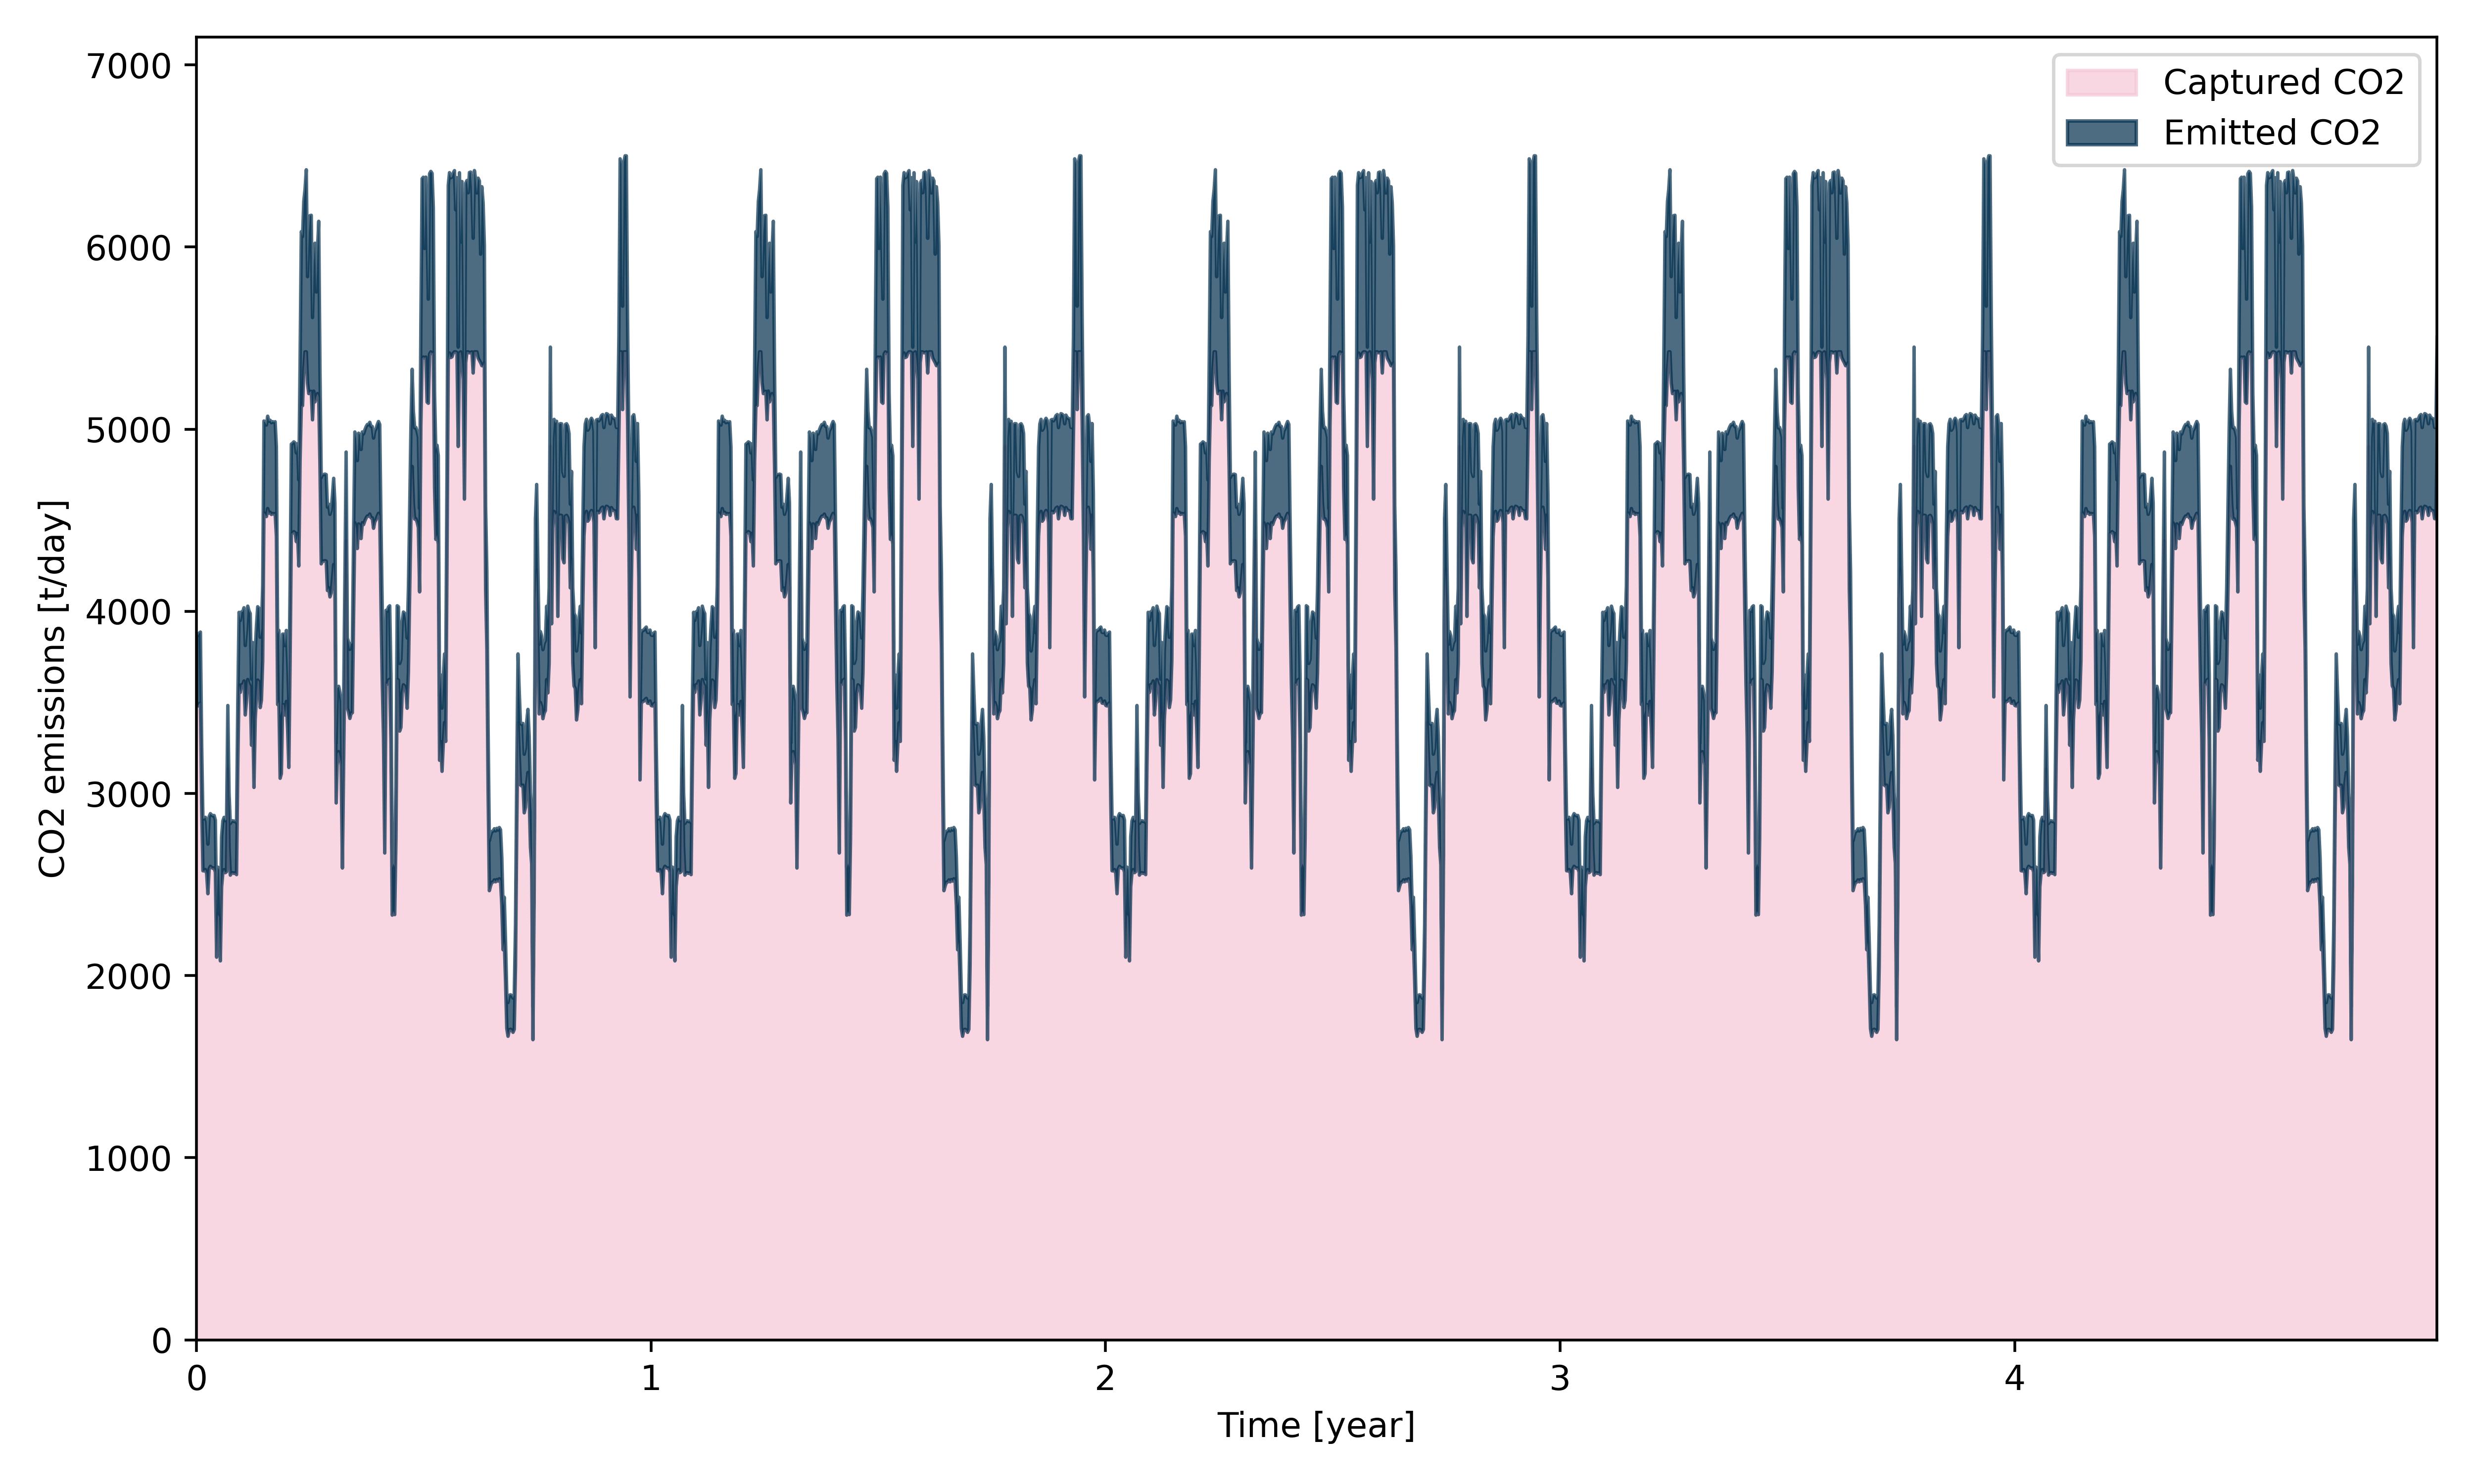 7000
6000
5000
4000
3000
2000
1000
0
CO2 emissions [t/day]
Captured CO2
Emitted CO2
0 1 2 3 4
Time [year]